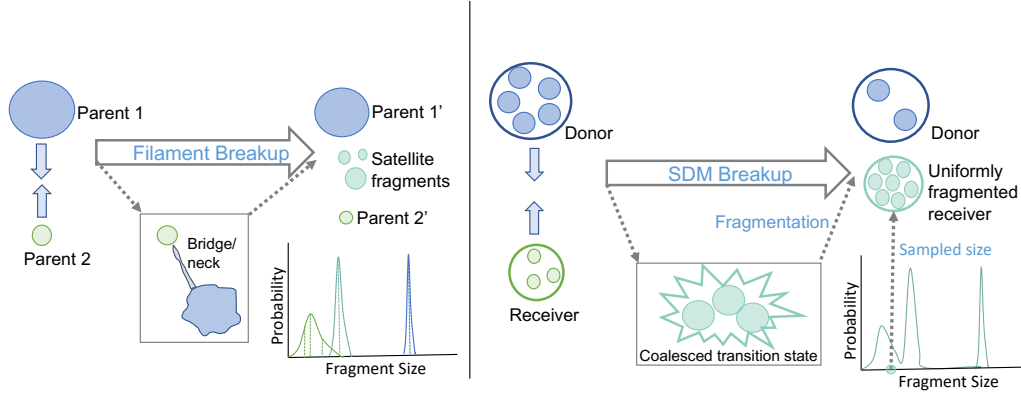 Parent 1
Filament Breakup
Parent 1'
Satellite
fragments
Parent 2'
Parent 2
Bridge/
neck
Probability
Fragment Size
Donor
SDM Breakup
Donor
Uniformly
fragmented
receiver
Fragmentation
Receiver
Coalesced transition state
Sampled size
Probability
Fragment Size